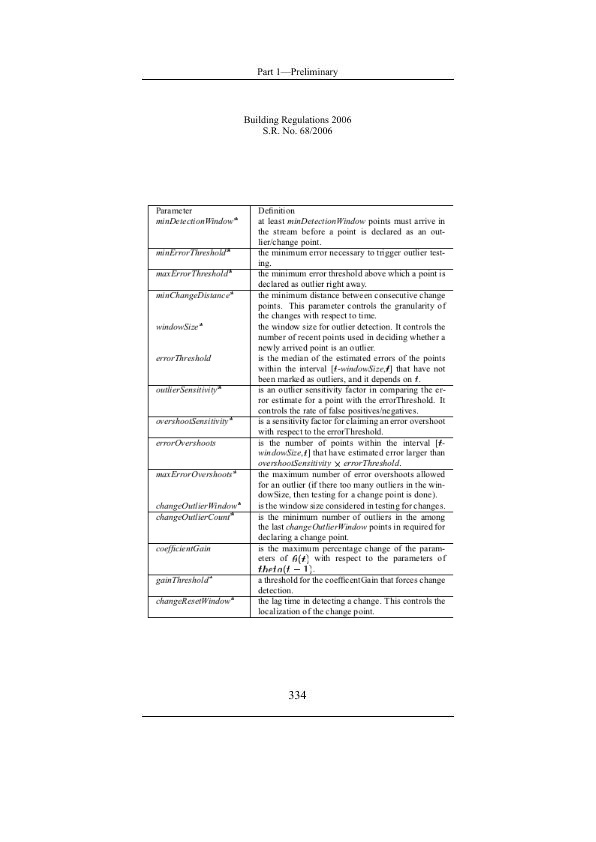 Part 1—Preliminary
Building Regulations 2006
S.R. No. 68/2006
Parameter Definition
minDetectionWindow* at least minDetectionWindow points must arrive in
the stream before a point is declared as an out-
lier/change point.
minErrorThreshold* the minimum error necessary to trigger outlier test-
ing.
maxErrorThreshold* the minimum error threshold above which a point is
declared as outlier right away.
minChangeDistance* the minimum distance between consecutive change
points. This parameter controls the granularity of
the changes with respect to time.
windowSize* the window size for outlier detection. It controls the
number of recent points used in deciding whether a
newly arrived point is an outlier.
errorThreshold is the median of the estimated errors of the points
within the interval [t-windowSize,t] that have not
been marked as outliers, and it depends on t.
outlierSensitivity* is an outlier sensitivity factor in comparing the er-
ror estimate for a point with the errorThreshold. It
controls the rate of false positives/negatives.
overshootSensitivity* is a sensitivity factor for claiming an error overshoot
with respect to the errorThreshold.
errorOvershoots is the number of points within the interval [t-
windowSize,t] that have estimated error larger than
overshootSensitivity × errorThreshold.
maxErrorOvershoots* the maximum number of error overshoots allowed
for an outlier (if there too many outliers in the win-
dowSize, then testing for a change point is done).
changeOutlierWindow* is the window size considered in testing for changes.
changeOutlierCount* is the minimum number of outliers in the among
the last changeOutlierWindow points in required for
declaring a change point.
coefficientGain is the maximum percentage change of the param-
eters of with respect to the parameters of
theta(t − 1).
gainThreshold* a threshold for the coefficentGain that forces change
detection.
changeResetWindow* the lag time in detecting a change. This controls the
localization of the change point.
334